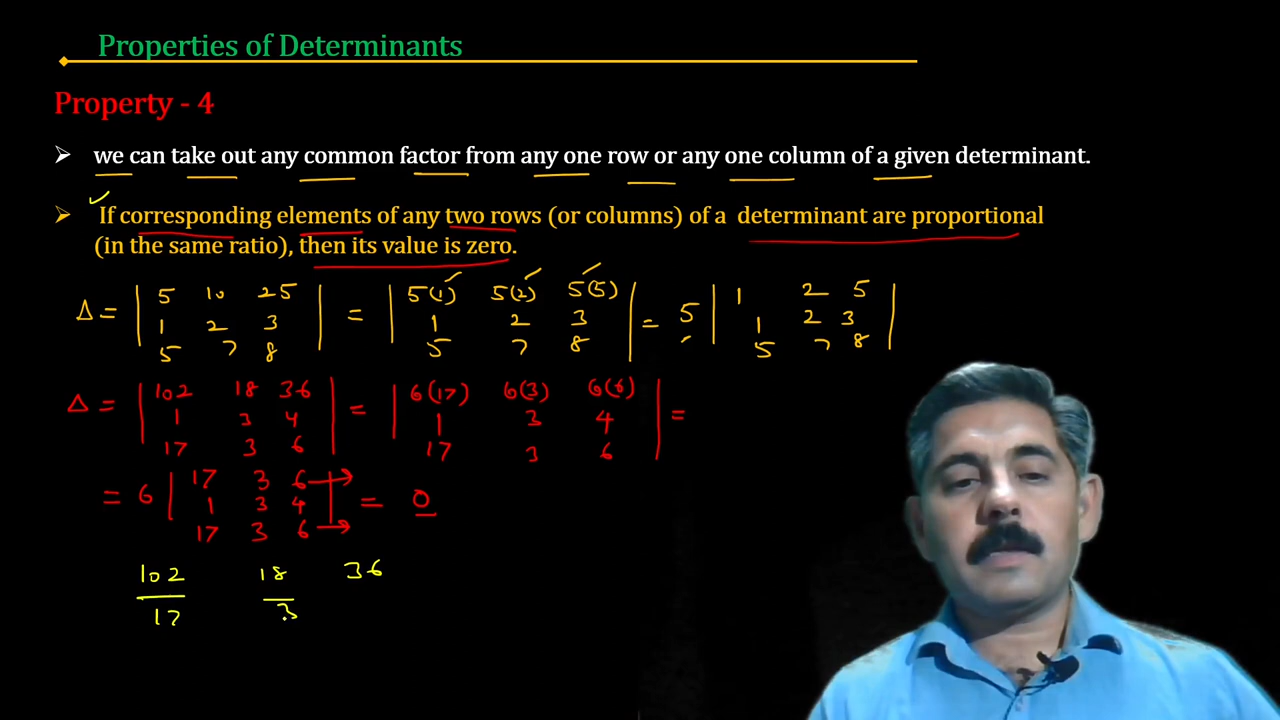 Properties of Determinants
Property - 4
➢ we can take out any common factor from any one row or any one column of a given determinant.
➢ If corresponding elements of any two rows (or columns) of a determinant are proportional
(in the same ratio), then its value is zero.
Δ = | 5 10 25 | = | 5(1) 5(2) 5(5) | = 5 | 1 2 5 |
| 1 2 3 | | 1 2 3 | | 1 2 3 |
| 5 7 8 | | 5 7 8 | | 5 7 8 |
Δ = | 102 18 36 | = | 6(17) 6(3) 6(6) | =
| 1 3 4 | | 1 3 4 |
| 17 3 6 | | 17 3 6 |
= 6 | 17 3 6 | = 0
| 1 3 4 |
| 17 3 6 |
102 18 36
17 3